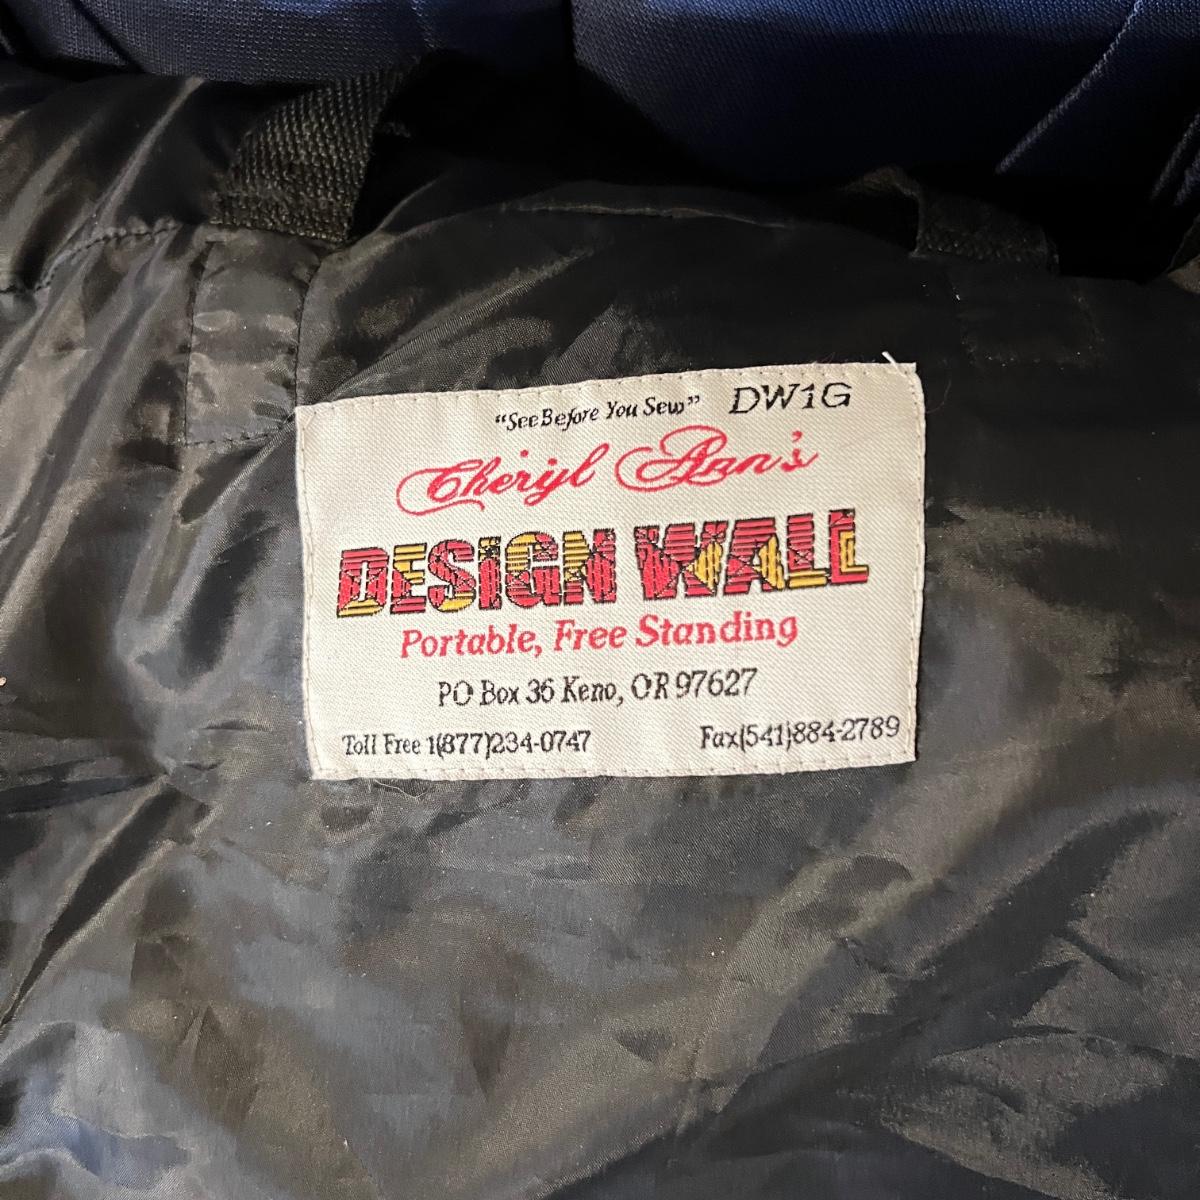 "See Before You Sew" DW1G
Cheryl Ann's
DESIGN WALL
Portable, Free Standing
PO Box 36 Keno, OR 97627
Toll Free 1(877)234-0747 Fax(541)884-2789